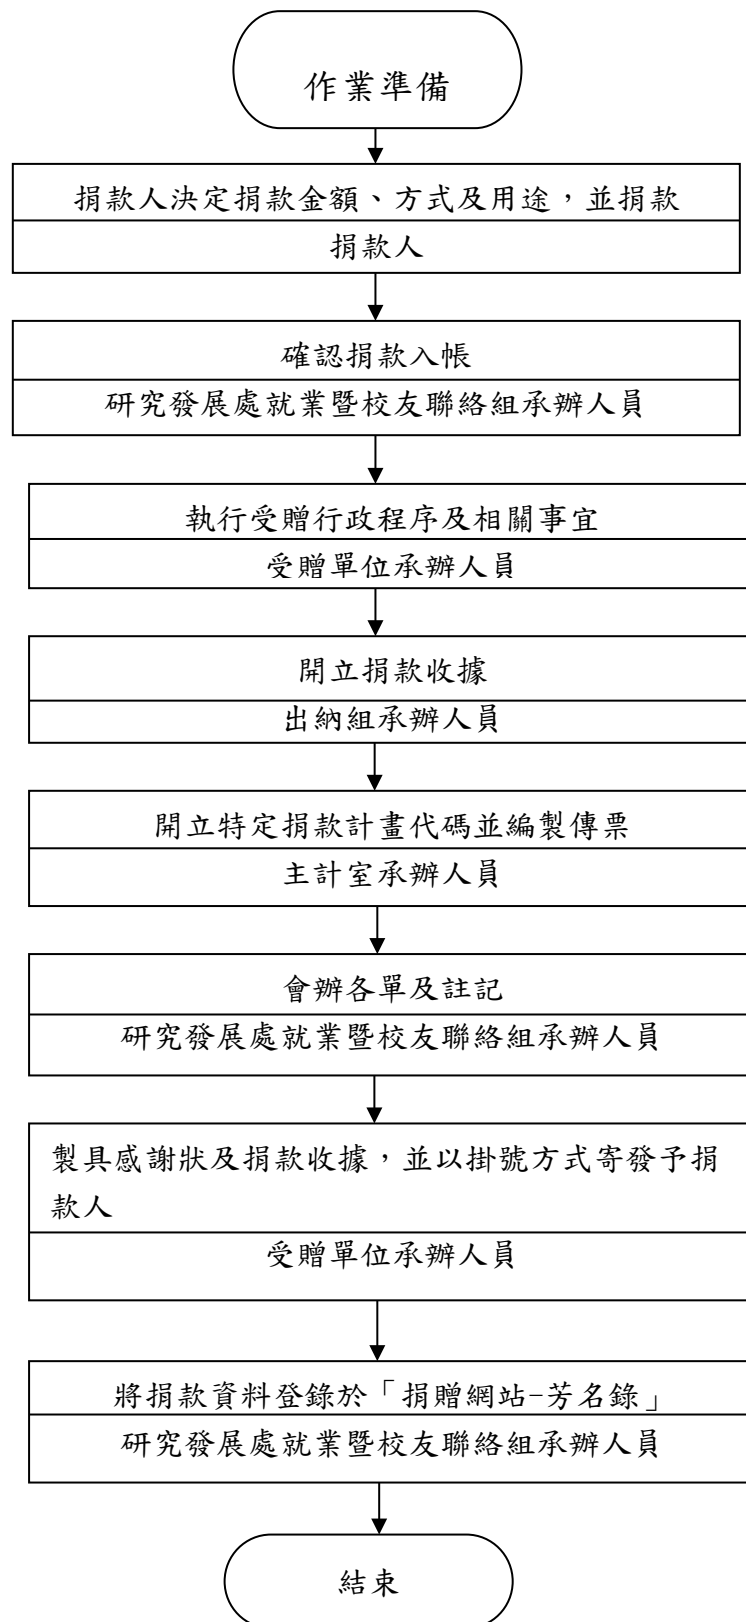 作業準備
捐款人決定捐款金額、方式及用途，並捐款
捐款人
確認捐款入帳
研究發展處就業暨校友聯絡組承辦人員
執行受贈行政程序及相關事宜
受贈單位承辦人員
開立捐款收據
出納組承辦人員
開立特定捐款計畫代碼並編製傳票
主計室承辦人員
會辦各單及註記
研究發展處就業暨校友聯絡組承辦人員
製具感謝狀及捐款收據，並以掛號方式寄發予捐
款人
受贈單位承辦人員
將捐款資料登錄於「捐贈網站-芳名錄」
研究發展處就業暨校友聯絡組承辦人員
結束